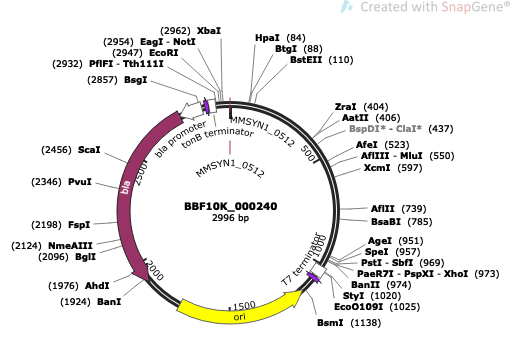 Created with SnapGene®
(2962) XbaI
(2954) EagI - NotI
(2947) EcoRI
(2932) PflFI - Tth111I
(2857) BsgI
HpaI (84)
BtgI (88)
BstEII (110)
ZraI (404)
AatII (406)
BspDI* - ClaI* (437)
AfeI (523)
AflIII - MluI (550)
XcmI (597)
AflII (739)
BsaBI (785)
AgeI (951)
SpeI (957)
PstI - SbfI (969)
PaeR7I - PspXI - XhoI (973)
BanII (974)
StyI (1020)
EcoO109I (1025)
BsmI (1138)
(2456) ScaI
(2346) PvuI
(2198) FspI
(2124) NmeAIII
(2096) BglI
(1976) AhdI
(1924) BanI
bla promoter
tonB terminator
MMSYN1_0512
MMSYN1_0512
T7 terminator
bla
ori
500
1000
1500
2000
2500
BBF10K_000240
2996 bp